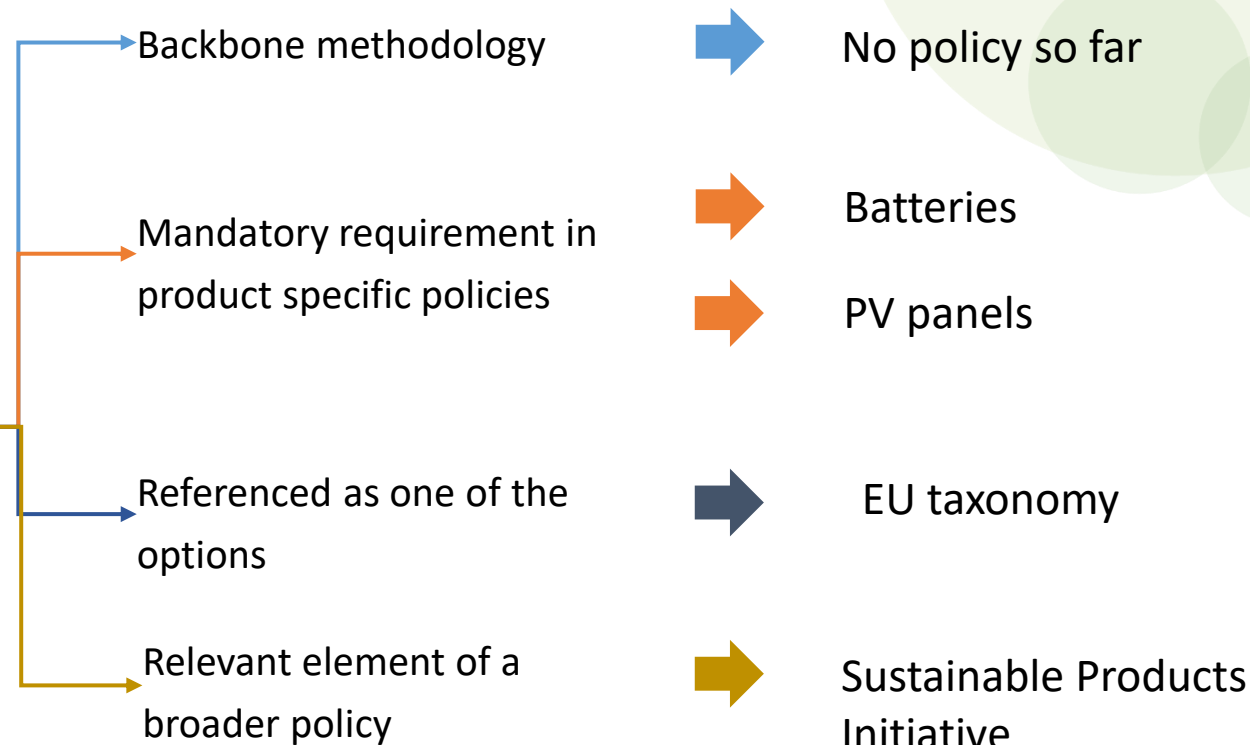 Backbone methodology
No policy so far
Mandatory requirement in
product specific policies
Batteries
PV panels
Referenced as one of the
options
EU taxonomy
Relevant element of a
broader policy
Sustainable Products
Initiative